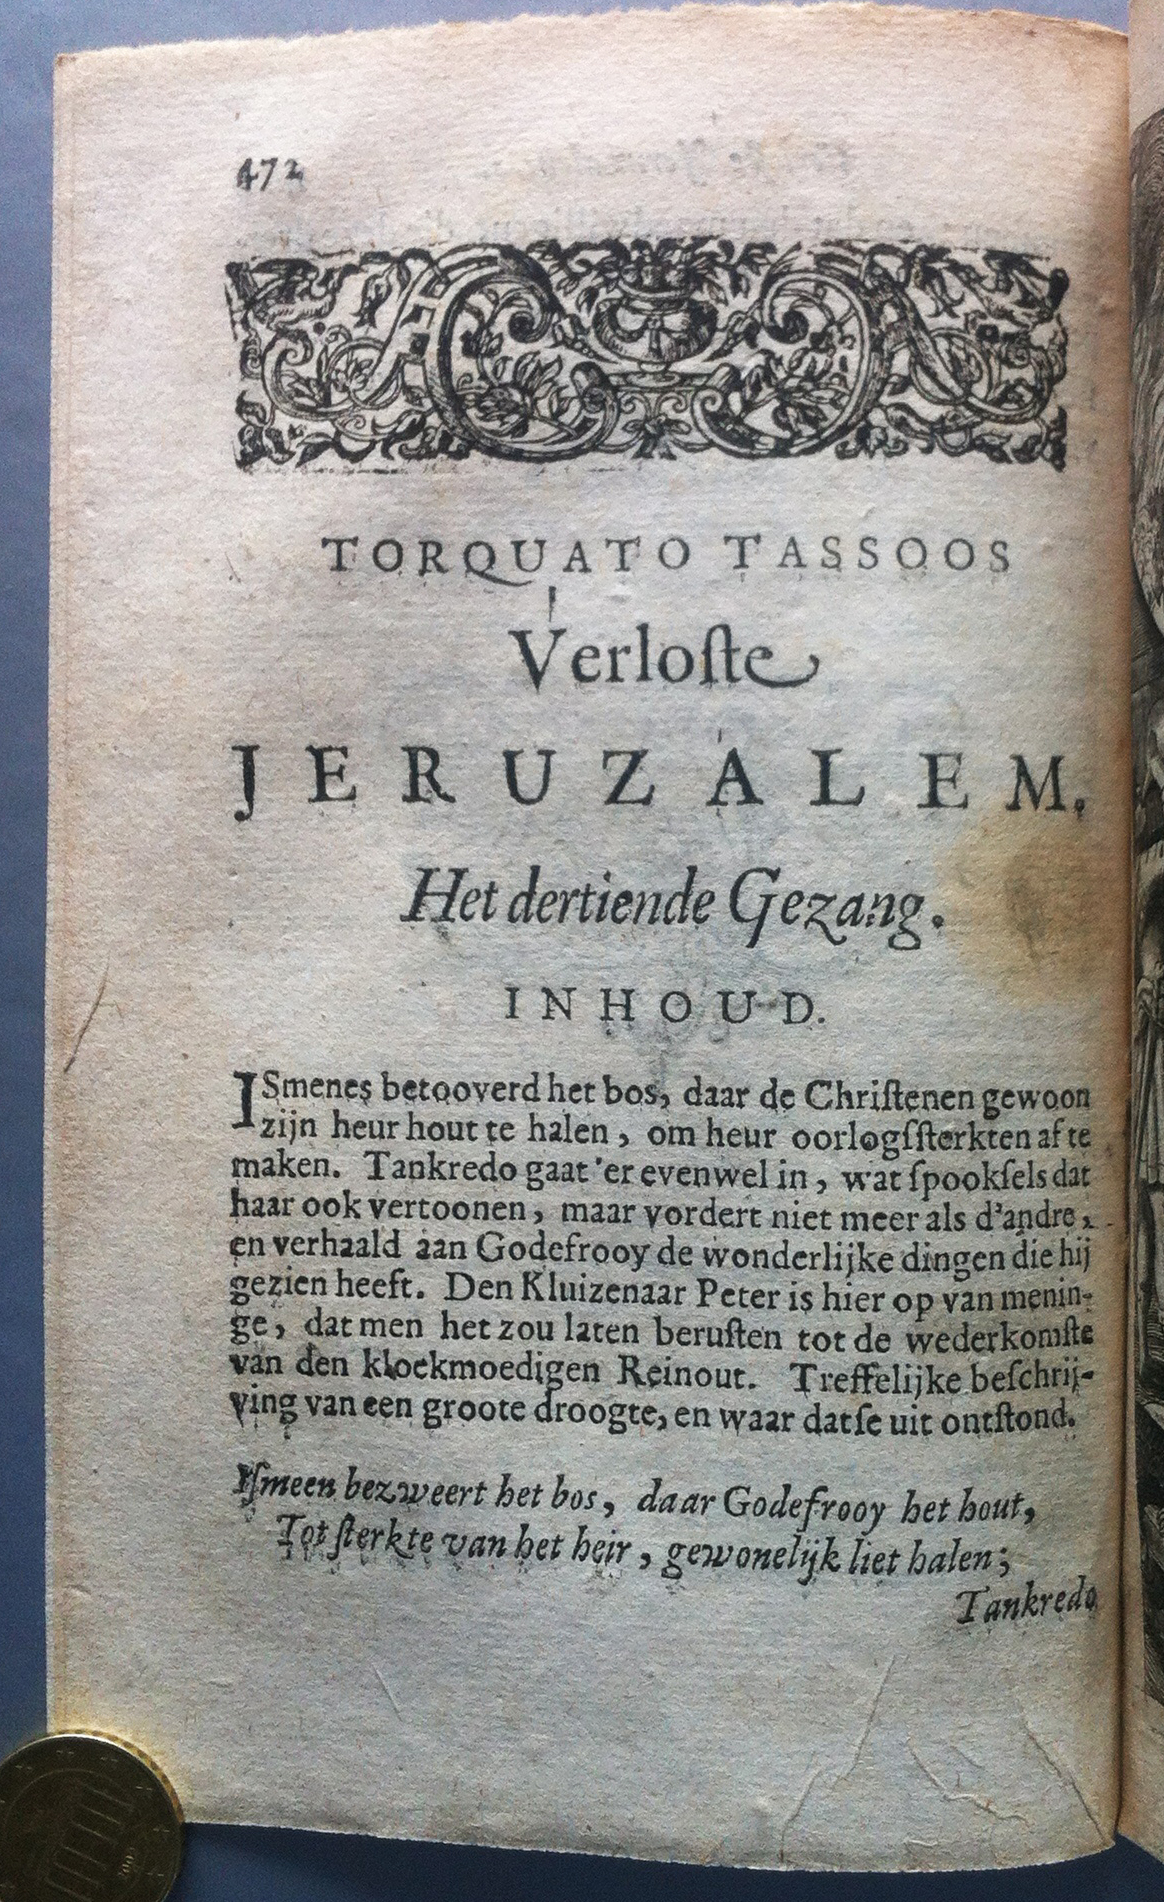 472
TORQUATO TASSOOS
Verloſte
JERUZALEM.
Het dertiende Gezang.
INHOUD.
ISmenes betooverd het bos, daar de Chriſtenen gewoon
zijn heur hout te halen, om heur oorlogſſterkten af te
maken. Tankredo gaat 'er evenwel in, wat ſpookſels dat
haar ook vertoonen, maar vordert niet meer als d'andre,
en verhaald aan Godefrooy de wonderlijke dingen die hij
gezien heeft. Den Kluizenaar Peter is hier op van menin-
ge, dat men het zou laten beruſten tot de wederkomſte
van den kloekmoedigen Reinout. Treffelijke beſchrij-
ving van een groote droogte, en waar datſe uit ontſtond.
Iſmeen bezweert het bos, daar Godefrooy het hout,
Tot ſterkte van het heir, gewonelijk liet halen;
Tankredo